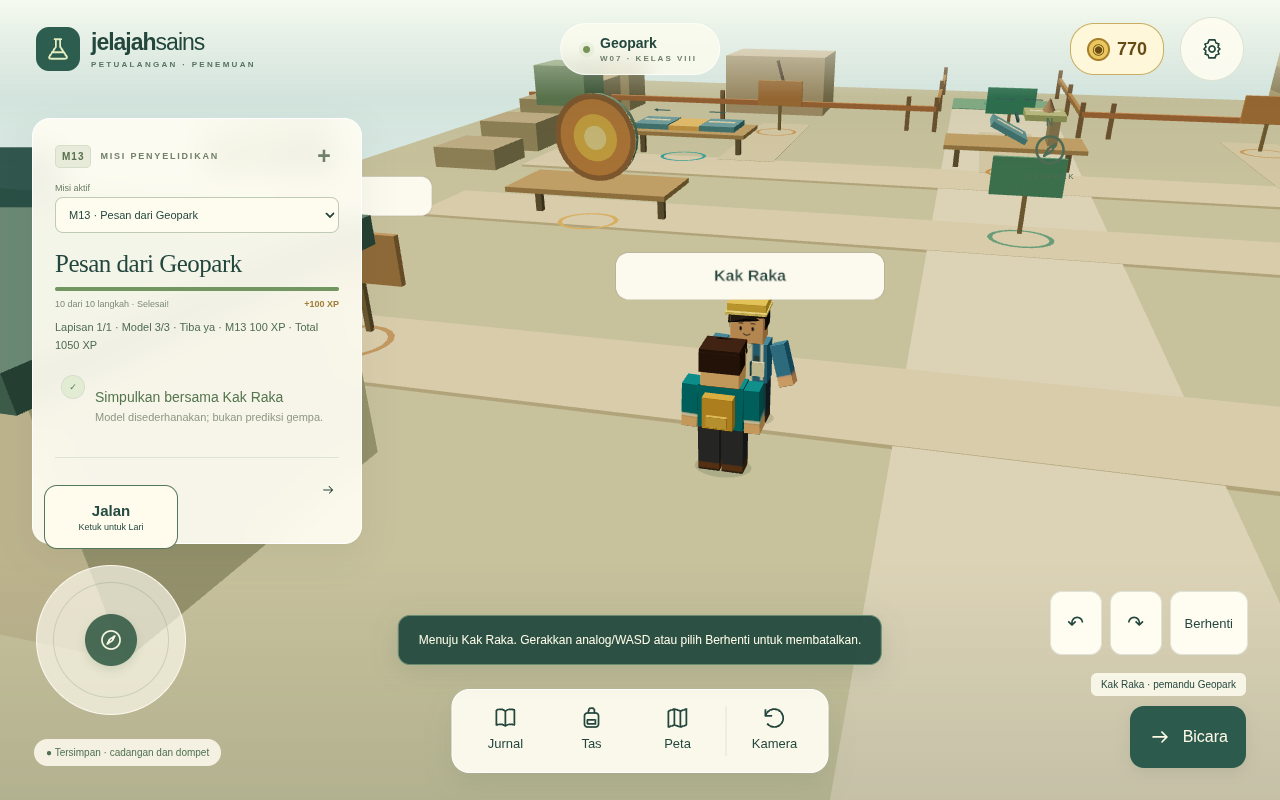 jelajahsains
PETUALANGAN · PENEMUAN
Geopark
W07 · KELAS VIII
770
M13 MISI PENYELIDIKAN
Misi aktif
M13 · Pesan dari Geopark
Pesan dari Geopark
10 dari 10 langkah · Selesai! +100 XP
Lapisan 1/1 · Model 3/3 · Tiba ya · M13 100 XP · Total
1050 XP
✓ Simpulkan bersama Kak Raka
Model disederhanakan; bukan prediksi gempa.
Jalan
Ketuk untuk Lari
Kak Raka
Menuju Kak Raka. Gerakkan analog/WASD atau pilih Berhenti untuk membatalkan.
Berhenti
Kak Raka · pemandu Geopark
Bicara
Jurnal
Tas
Peta
Kamera
● Tersimpan · cadangan dan dompet